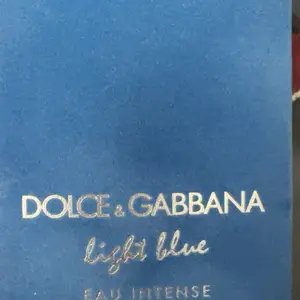 DOLCE & GABBANA
light blue
EAU INTENSE